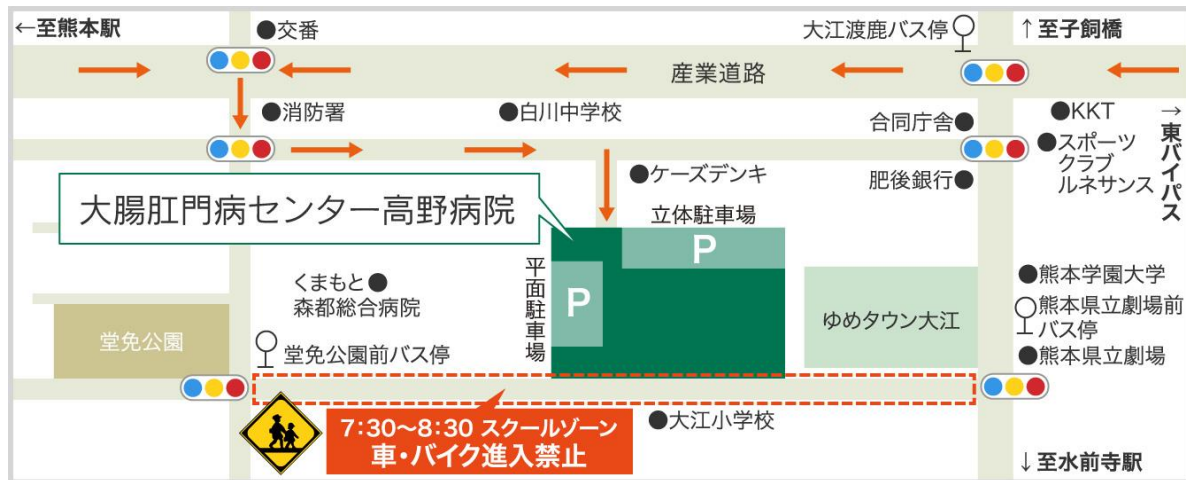 ←至熊本駅
●交番
大江渡鹿バス停
↑至子飼橋
産業道路
●消防署
●白川中学校
合同庁舎●
●KKT
●スポーツ
クラブ
ルネサンス
→東バイパス
●ケーズデンキ
肥後銀行●
大腸肛門病センター高野病院
立体駐車場
P
平面駐車場
P
くまもと●
森都総合病院
堂免公園
堂免公園前バス停
ゆめタウン大江
●熊本学園大学
熊本県立劇場前
バス停
●熊本県立劇場
7:30〜8:30 スクールゾーン
車・バイク進入禁止
●大江小学校
↓至水前寺駅